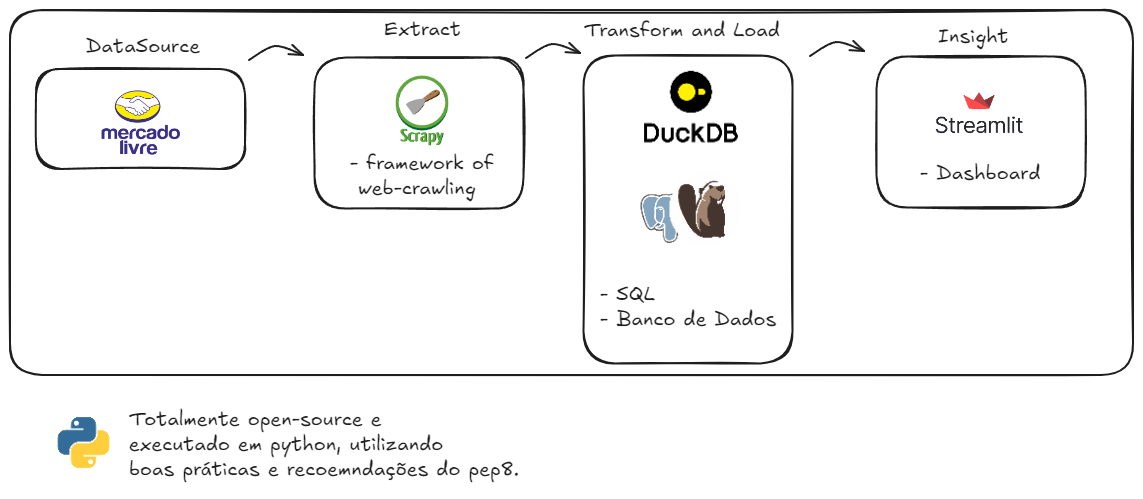 DataSource
Extract
Transform and Load
Insight
mercado
livre
Scrapy
- framework of
web-crawling
DuckDB
- SQL
- Banco de Dados
Streamlit
- Dashboard
Totalmente open-source e
executado em python, utilizando
boas práticas e recoemndações do pep8.